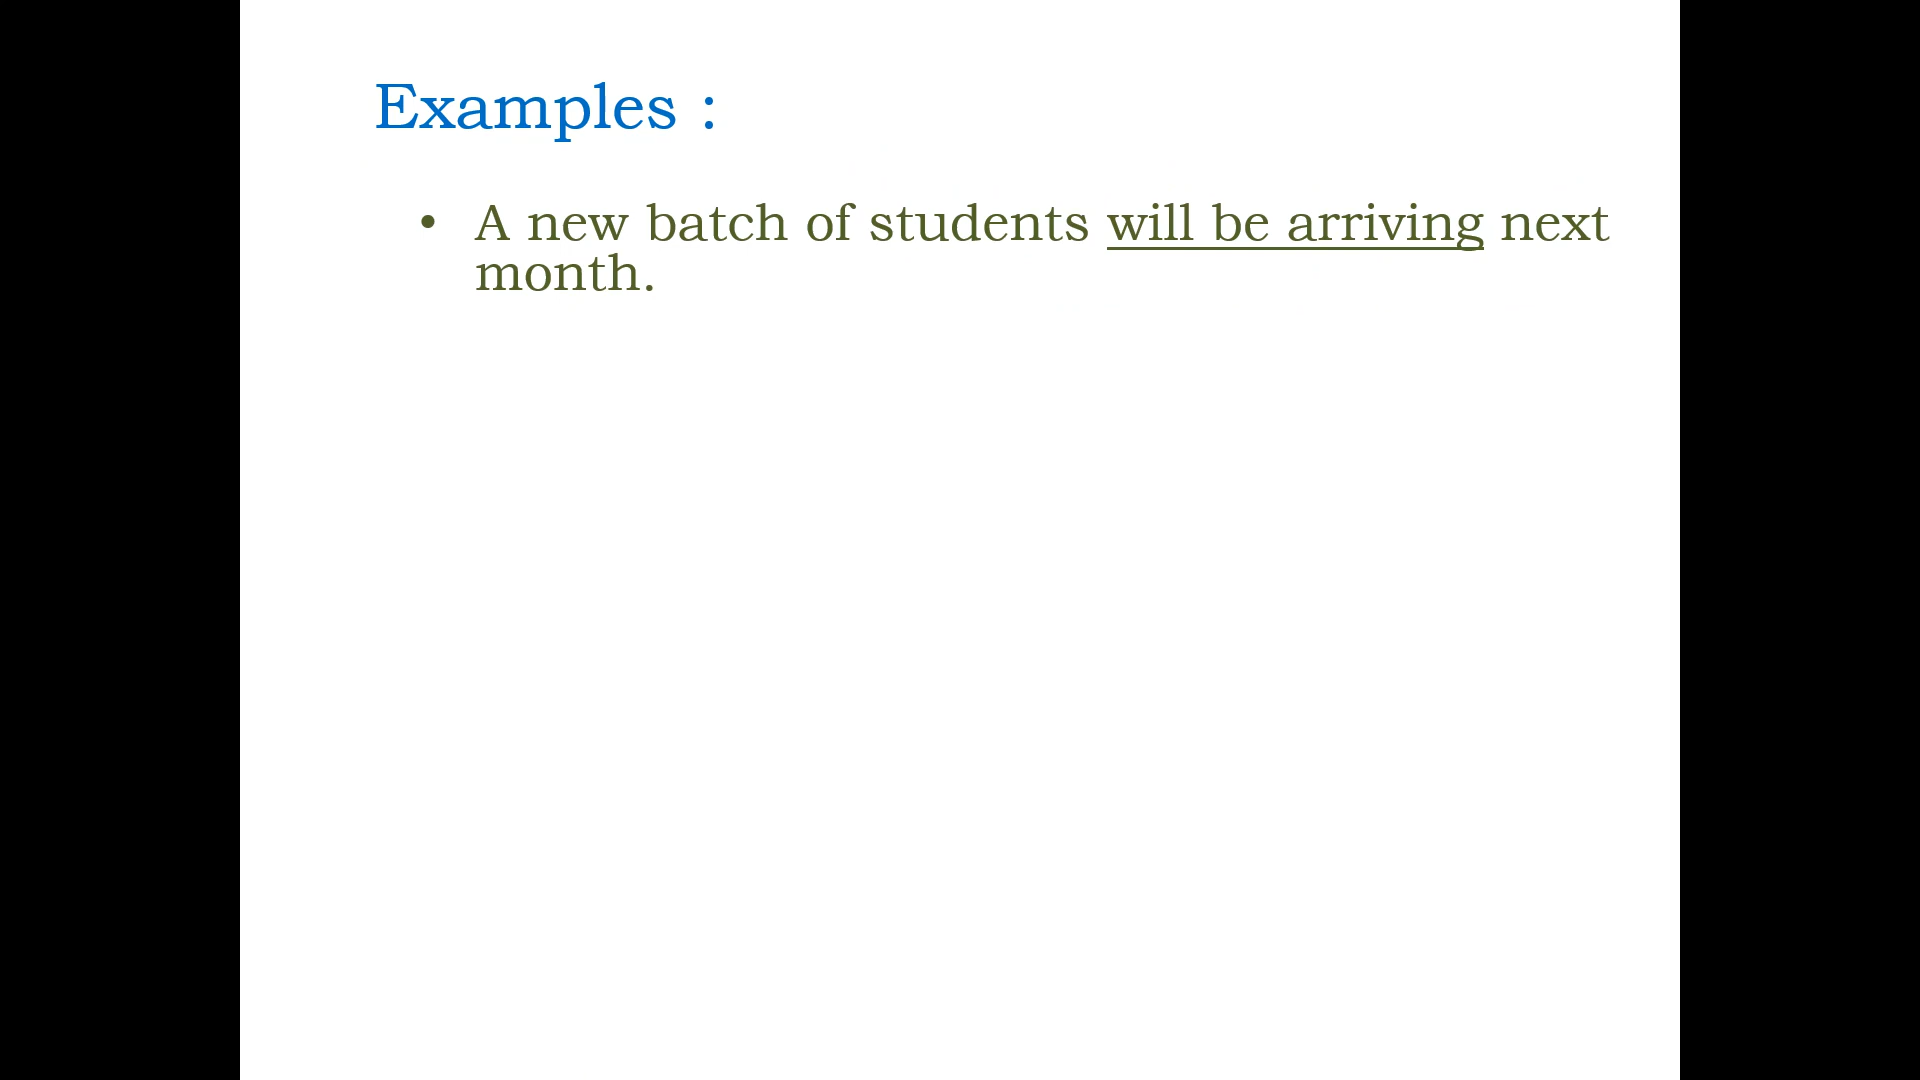 Examples :
• A new batch of students will be arriving next
month.